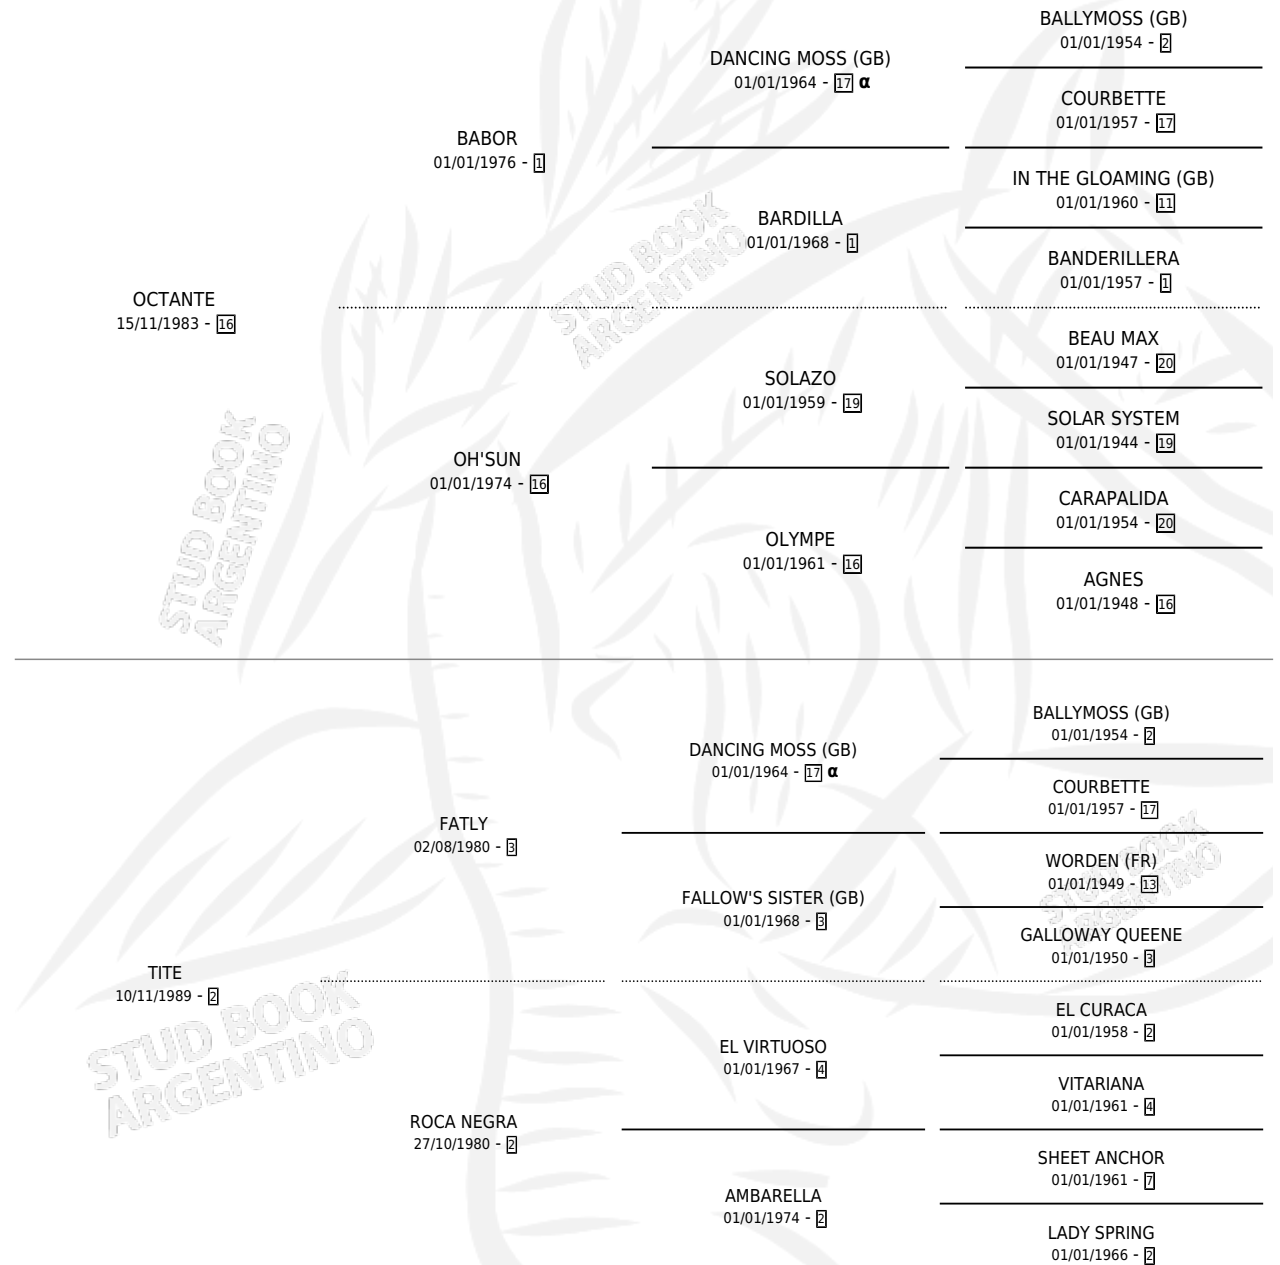 BALLYMOSS (GB)
01/01/1954 - 2
DANCING MOSS (GB)
01/01/1964 - 17 α
COURBETTE
01/01/1957 - 17
BABOR
01/01/1976 - 1
IN THE GLOAMING (GB)
01/01/1960 - 11
BARDILLA
01/01/1968 - 1
BANDERILLERA
01/01/1957 - 1
OCTANTE
15/11/1983 - 16
BEAU MAX
01/01/1947 - 20
SOLAZO
01/01/1959 - 19
SOLAR SYSTEM
01/01/1944 - 19
OH'SUN
01/01/1974 - 16
CARAPALIDA
01/01/1954 - 20
OLYMPE
01/01/1961 - 16
AGNES
01/01/1948 - 16
BALLYMOSS (GB)
01/01/1954 - 2
DANCING MOSS (GB)
01/01/1964 - 17 α
COURBETTE
01/01/1957 - 17
FATLY
02/08/1980 - 3
WORDEN (FR)
01/01/1949 - 13
FALLOW'S SISTER (GB)
01/01/1968 - 3
GALLOWAY QUEENE
01/01/1950 - 3
TITE
10/11/1989 - 2
EL CURACA
01/01/1958 - 2
EL VIRTUOSO
01/01/1967 - 4
VITARIANA
01/01/1961 - 4
ROCA NEGRA
27/10/1980 - 2
SHEET ANCHOR
01/01/1961 - 7
AMBARELLA
01/01/1974 - 2
LADY SPRING
01/01/1966 - 2
STUD BOOK
ARGENTINO
STUD BOOK
ARGENTINO
STUD BOOK
ARGENTINO
STUD BOOK
ARGENTINO